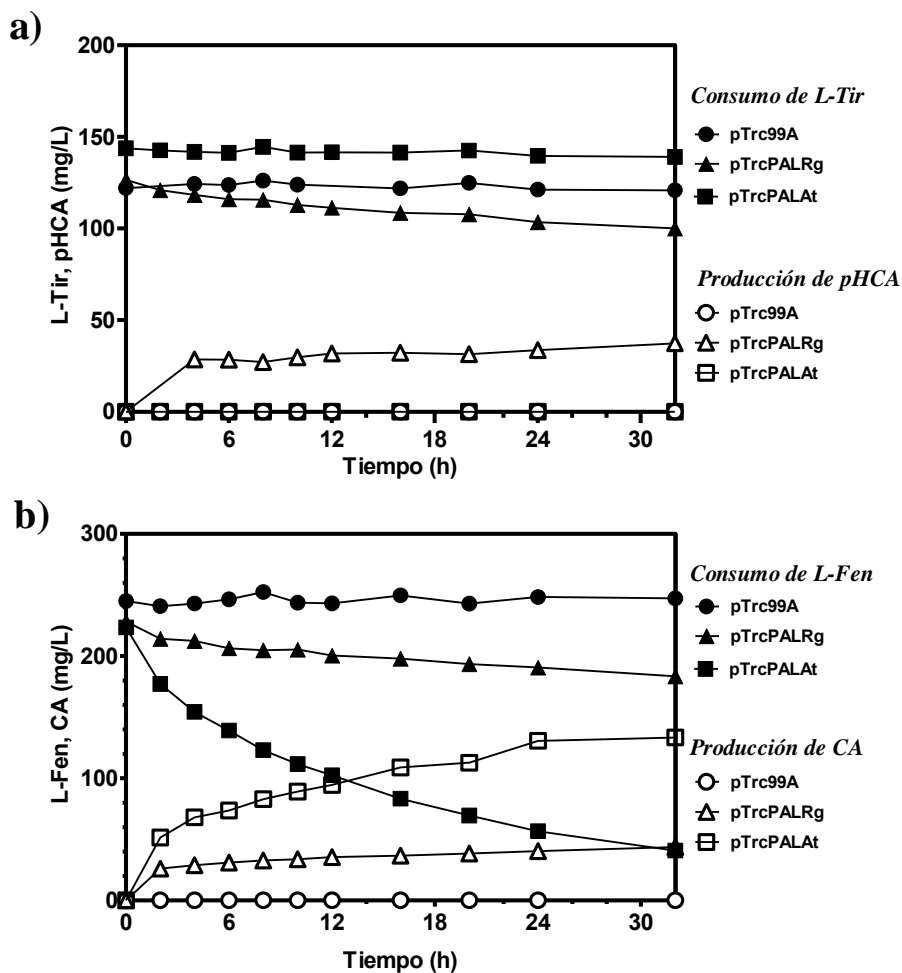 a)
200
150
100
50
0
L-Tir, pHCA (mg/L)
0 6 12 18 24 30
Tiempo (h)
Consumo de L-Tir
pTrc99A
pTrcPALRg
pTrcPALAt
Producción de pHCA
pTrc99A
pTrcPALRg
pTrcPALAt
b)
300
200
100
0
L-Fen, CA (mg/L)
0 6 12 18 24 30
Tiempo (h)
Consumo de L-Fen
pTrc99A
pTrcPALRg
pTrcPALAt
Producción de CA
pTrc99A
pTrcPALRg
pTrcPALAt